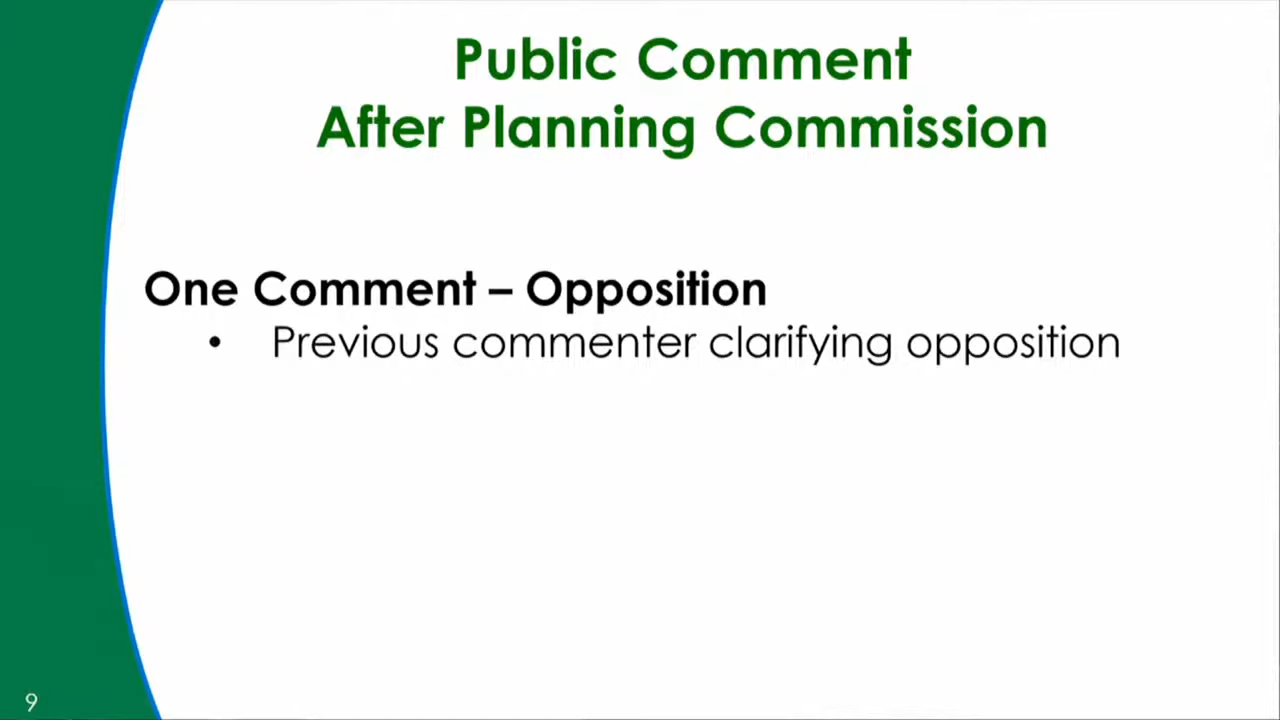 Public Comment
After Planning Commission
One Comment – Opposition
• Previous commenter clarifying opposition
9